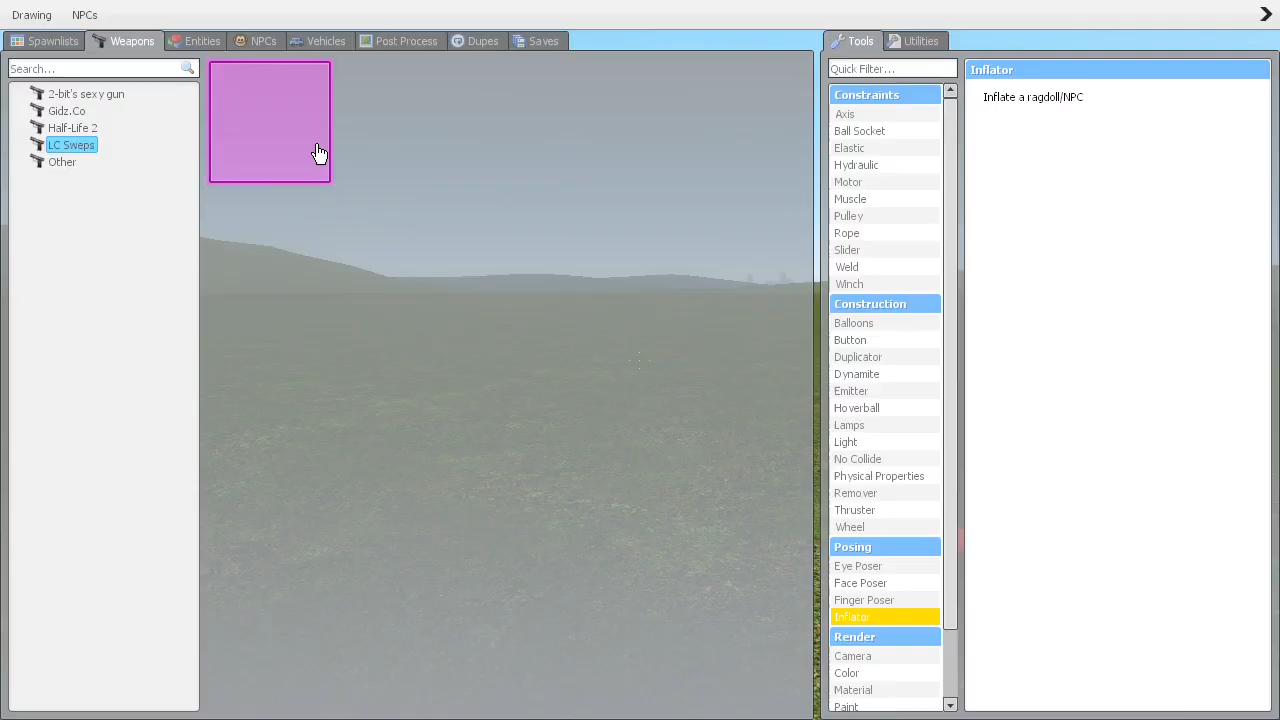 Drawing NPCs
Spawnlists Weapons Entities NPCs Vehicles Post Process Dupes Saves
Search...
2-bit's sexy gun
Gidz.Co
Half-Life 2
LC Sweps
Other
Tools Utilities
Quick Filter...
Constraints
Axis
Ball Socket
Elastic
Hydraulic
Motor
Muscle
Pulley
Rope
Slider
Weld
Winch
Construction
Balloons
Button
Duplicator
Dynamite
Emitter
Hoverball
Lamps
Light
No Collide
Physical Properties
Remover
Thruster
Wheel
Posing
Eye Poser
Face Poser
Finger Poser
Inflator
Render
Camera
Color
Material
Paint
Inflator
Inflate a ragdoll/NPC